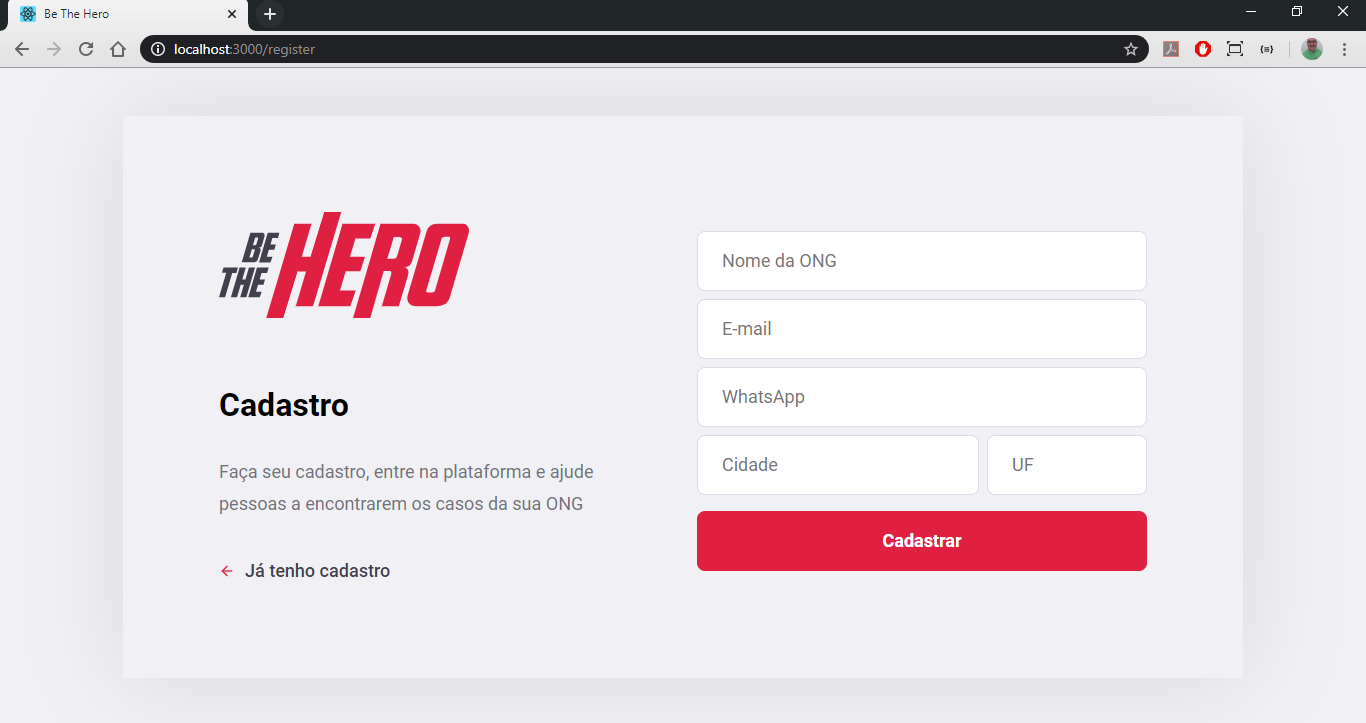 Be The Hero
localhost:3000/register
BE
THE
HERO
Cadastro
Faça seu cadastro, entre na plataforma e ajude
pessoas a encontrarem os casos da sua ONG
Já tenho cadastro
Nome da ONG
E-mail
WhatsApp
Cidade
UF
Cadastrar